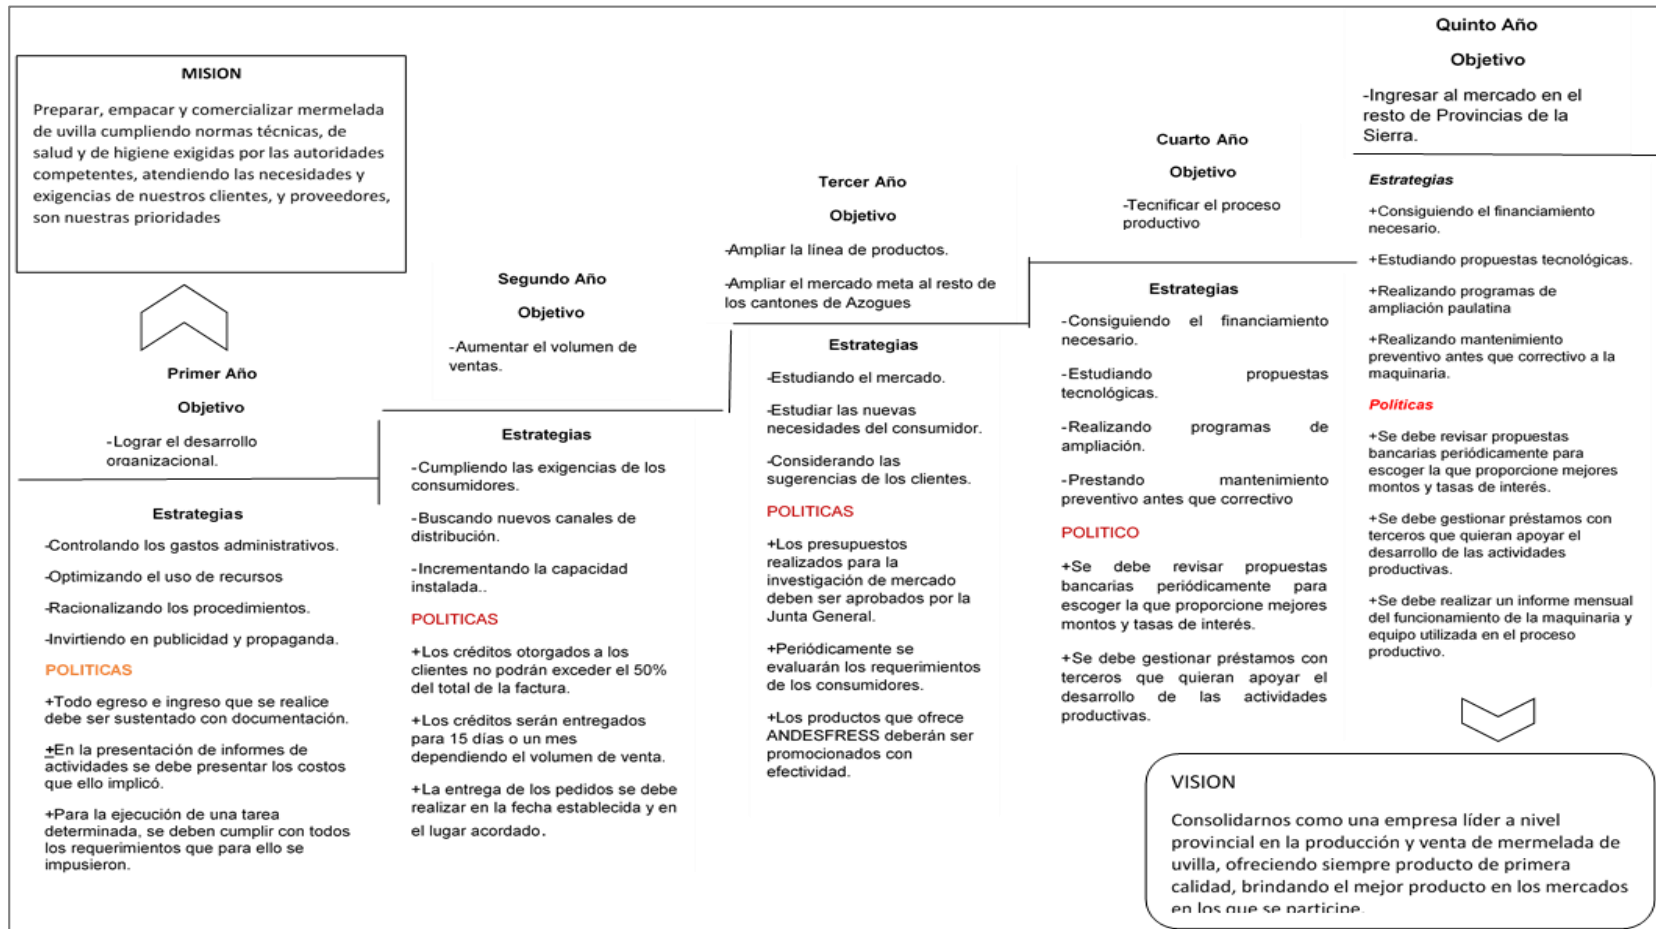 MISION
Preparar, empacar y comercializar mermelada
de uvilla cumpliendo normas técnicas, de
salud y de higiene exigidas por las autoridades
competentes, atendiendo las necesidades y
exigencias de nuestros clientes, y proveedores,
son nuestras prioridades
Primer Año
Objetivo
-Lograr el desarrollo
organizacional.
Estrategias
-Controlando los gastos administrativos.
-Optimizando el uso de recursos
-Racionalizando los procedimientos.
-Invirtiendo en publicidad y propaganda.
POLITICAS
+Todo egreso e ingreso que se realice
debe ser sustentado con documentación.
+En la presentación de informes de
actividades se debe presentar los costos
que ello implicó.
+Para la ejecución de una tarea
determinada, se deben cumplir con todos
los requerimientos que para ello se
impusieron.
Segundo Año
Objetivo
-Aumentar el volumen de
ventas.
Estrategias
-Cumpliendo las exigencias de los
consumidores.
-Buscando nuevos canales de
distribución.
-Incrementando la capacidad
instalada..
POLITICAS
+Los créditos otorgados a los
clientes no podrán exceder el 50%
del total de la factura.
+Los créditos serán entregados
para 15 días o un mes
dependiendo el volumen de venta.
+La entrega de los pedidos se debe
realizar en la fecha establecida y en
el lugar acordado.
Tercer Año
Objetivo
-Ampliar la línea de productos.
-Ampliar el mercado meta al resto de
los cantones de Azogues
Estrategias
-Estudiando el mercado.
-Estudiar las nuevas
necesidades del consumidor.
-Considerando las
sugerencias de los clientes.
POLITICAS
+Los presupuestos
realizados para la
investigación de mercado
deben ser aprobados por la
Junta General.
+Periódicamente se
evaluarán los requerimientos
de los consumidores.
+Los productos que ofrece
ANDESFRESS deberán ser
promocionados con
efectividad.
Cuarto Año
Objetivo
-Tecnificar el proceso
productivo
Estrategias
-Consiguiendo el financiamiento
necesario.
-Estudiando propuestas
tecnológicas.
-Realizando programas de
ampliación.
-Prestando mantenimiento
preventivo antes que correctivo
POLITICO
+Se debe revisar propuestas
bancarias periódicamente para
escoger la que proporcione mejores
montos y tasas de interés.
+Se debe gestionar préstamos con
terceros que quieran apoyar el
desarrollo de las actividades
productivas.
Quinto Año
Objetivo
-Ingresar al mercado en el
resto de Provincias de la
Sierra.
Estrategias
+Consiguiendo el financiamiento
necesario.
+Estudiando propuestas tecnológicas.
+Realizando programas de
ampliación paulatina
+Realizando mantenimiento
preventivo antes que correctivo a la
maquinaria.
Politicas
+Se debe revisar propuestas
bancarias periódicamente para
escoger la que proporcione mejores
montos y tasas de interés.
+Se debe gestionar préstamos con
terceros que quieran apoyar el
desarrollo de las actividades
productivas.
+Se debe realizar un informe mensual
del funcionamiento de la maquinaria y
equipo utilizada en el proceso
productivo.
VISION
Consolidarnos como una empresa líder a nivel
provincial en la producción y venta de mermelada de
uvilla, ofreciendo siempre producto de primera
calidad, brindando el mejor producto en los mercados
en los que se participe.